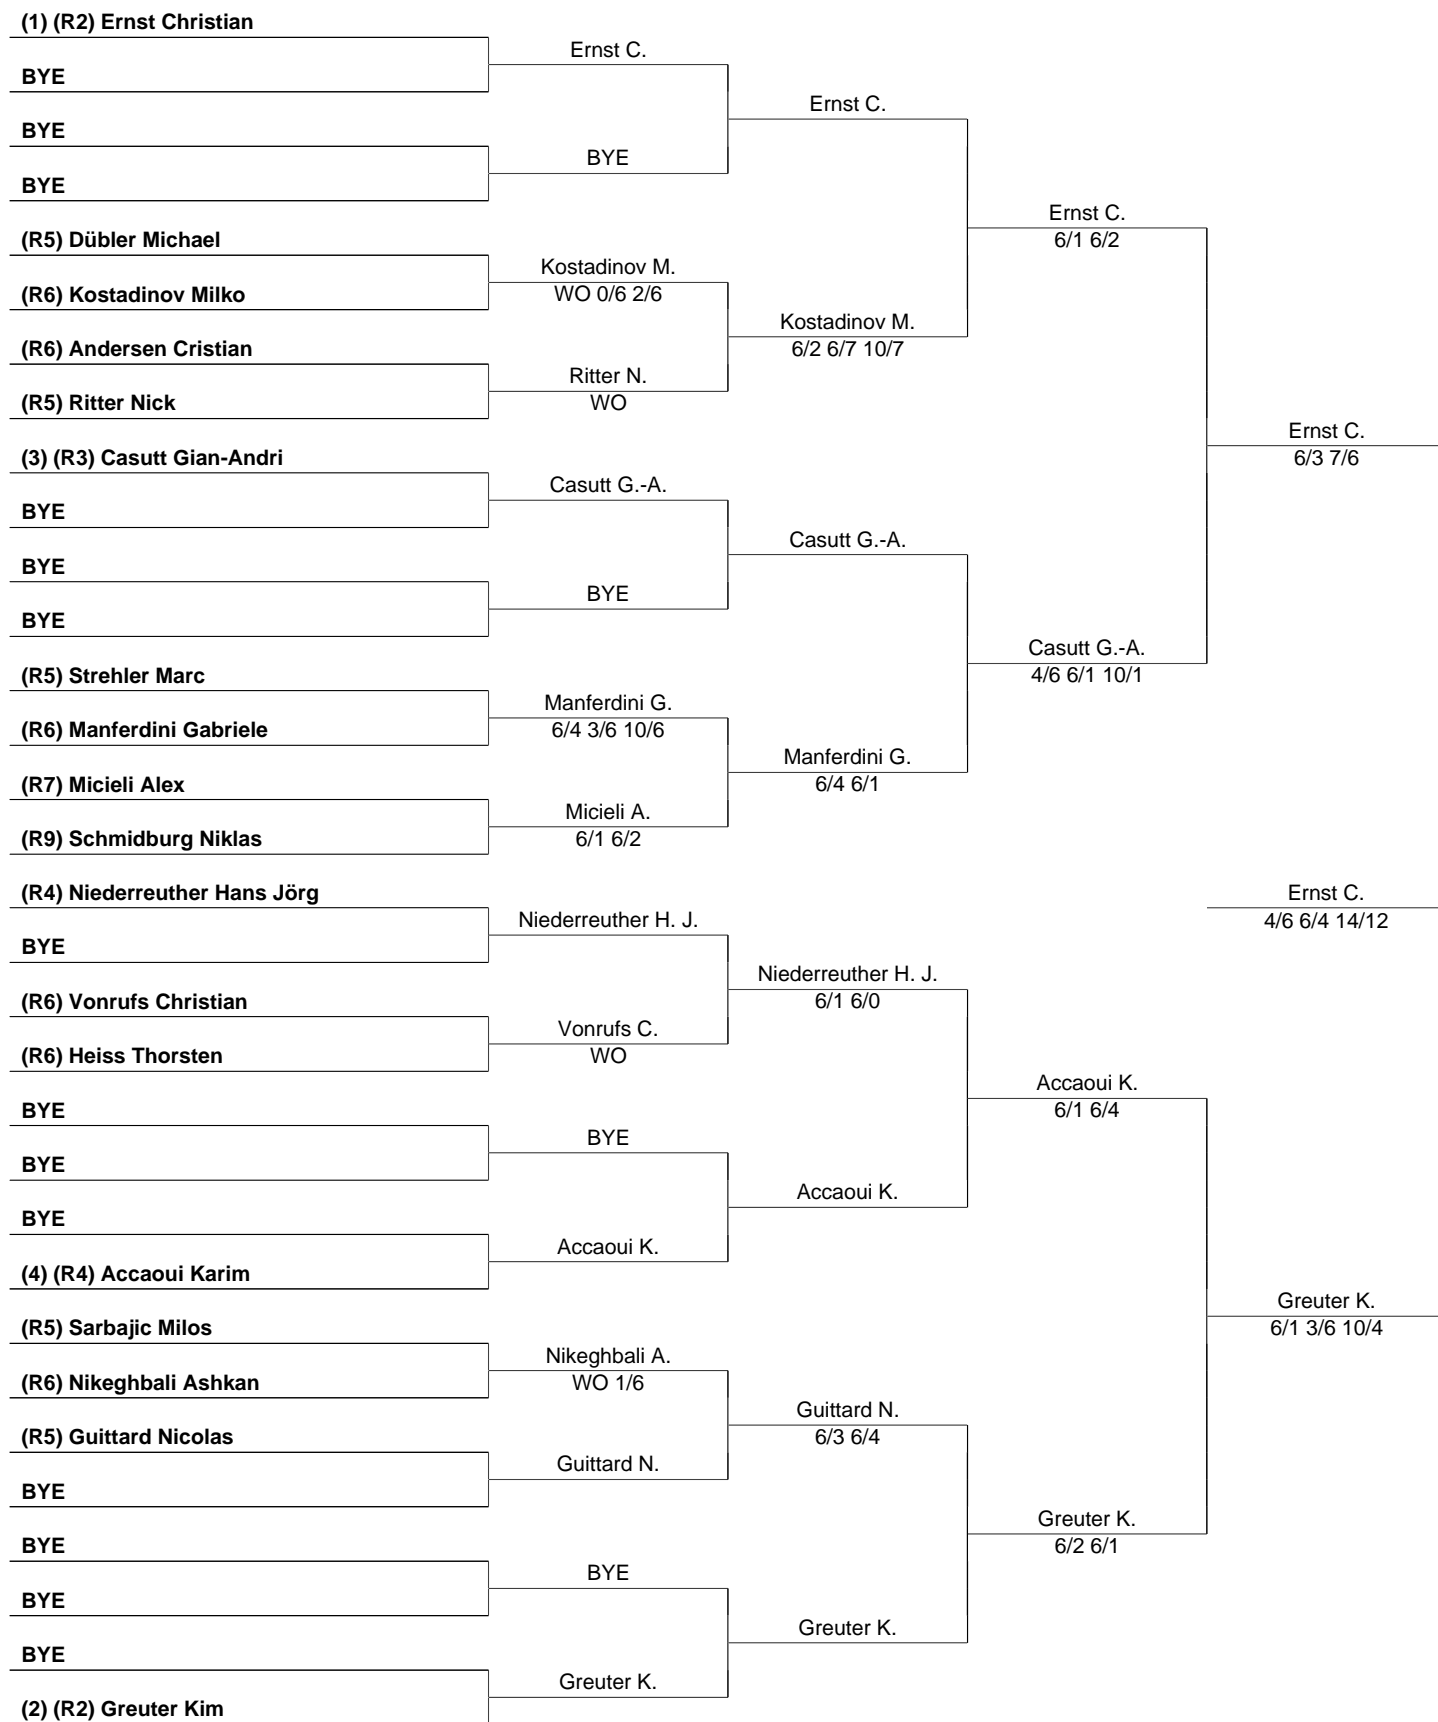 (1) (R2) Ernst Christian
Ernst C.
BYE
Ernst C.
BYE
BYE
BYE
Ernst C.
6/1 6/2
(R5) Dübler Michael
Kostadinov M.
WO 0/6 2/6
(R6) Kostadinov Milko
Kostadinov M.
6/2 6/7 10/7
(R6) Andersen Cristian
Ritter N.
WO
(R5) Ritter Nick
Ernst C.
6/3 7/6
(3) (R3) Casutt Gian-Andri
Casutt G.-A.
BYE
Casutt G.-A.
BYE
BYE
BYE
Casutt G.-A.
4/6 6/1 10/1
(R5) Strehler Marc
Manferdini G.
6/4 3/6 10/6
(R6) Manferdini Gabriele
Manferdini G.
6/4 6/1
(R7) Micieli Alex
Micieli A.
6/1 6/2
(R9) Schmidburg Niklas
(R4) Niederreuther Hans Jörg
Ernst C.
4/6 6/4 14/12
Niederreuther H. J.
BYE
Niederreuther H. J.
6/1 6/0
(R6) Vonrufs Christian
Vonrufs C.
WO
(R6) Heiss Thorsten
Accaoui K.
6/1 6/4
BYE
BYE
BYE
Accaoui K.
BYE
Accaoui K.
(4) (R4) Accaoui Karim
Greuter K.
6/1 3/6 10/4
(R5) Sarbajic Milos
Nikeghbali A.
WO 1/6
(R6) Nikeghbali Ashkan
Guittard N.
6/3 6/4
(R5) Guittard Nicolas
Guittard N.
BYE
Greuter K.
6/2 6/1
BYE
BYE
BYE
Greuter K.
BYE
Greuter K.
(2) (R2) Greuter Kim